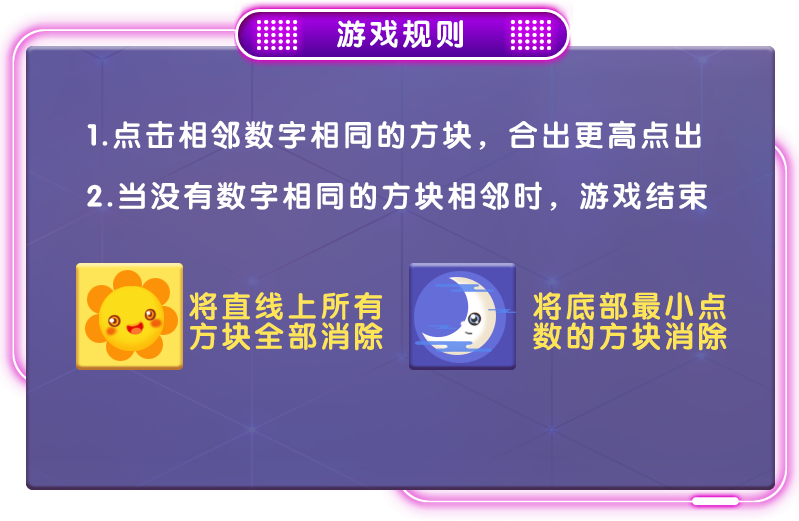 游戏规则
1.点击相邻数字相同的方块，合出更高点出
2.当没有数字相同的方块相邻时，游戏结束
将直线上所有
方块全部消除
将底部最小点
数的方块消除